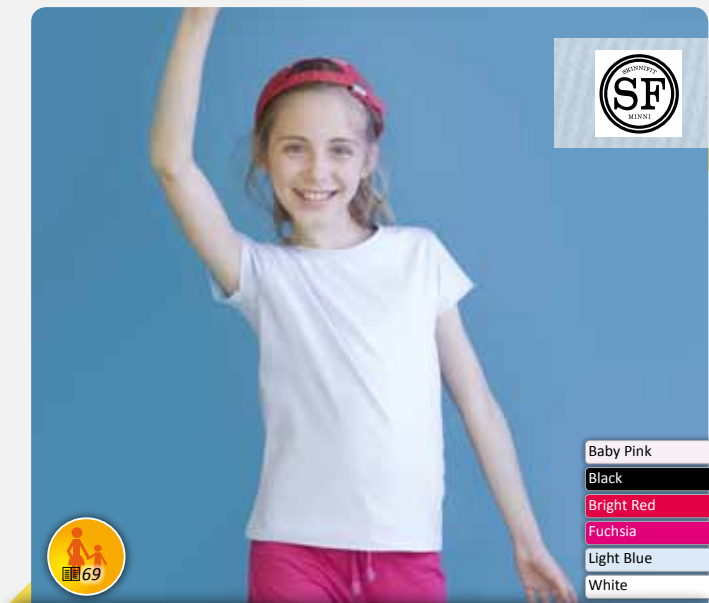 SKINNIFIT
SF
MINNI
Baby Pink
Black
Bright Red
Fuchsia
Light Blue
White
69